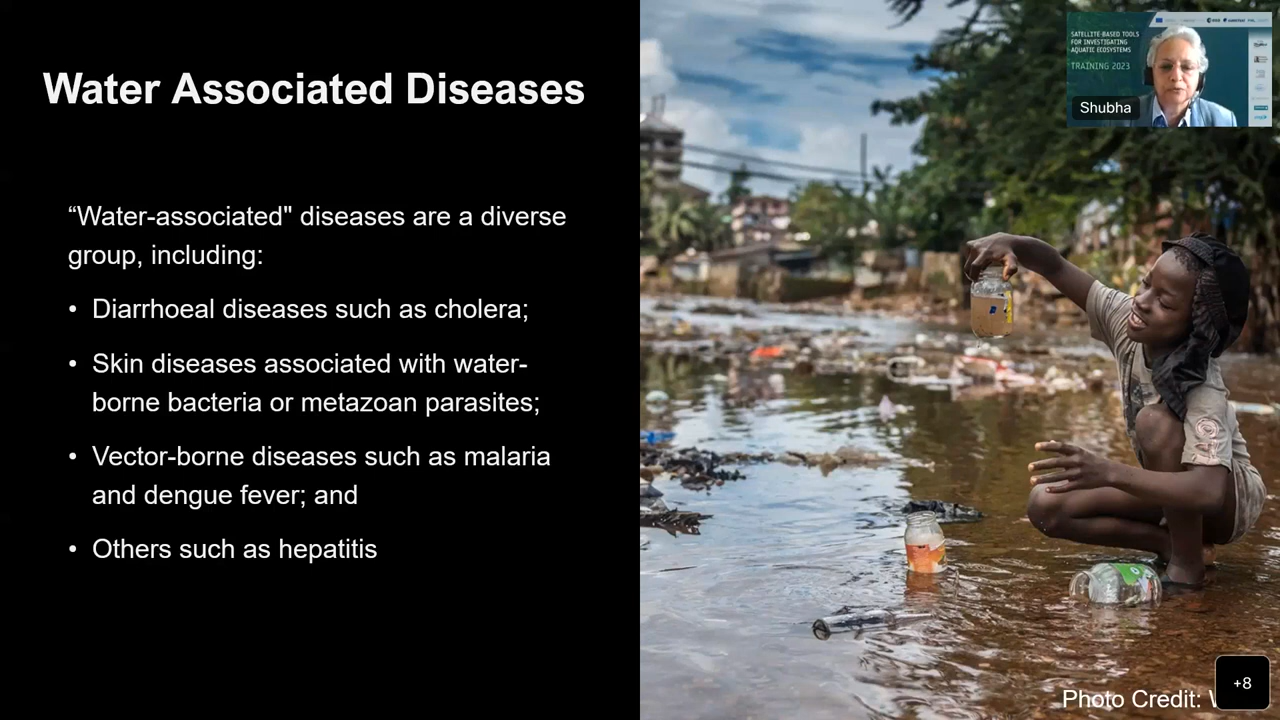 Water Associated Diseases
“Water-associated" diseases are a diverse
group, including:
• Diarrhoeal diseases such as cholera;
• Skin diseases associated with water-
borne bacteria or metazoan parasites;
• Vector-borne diseases such as malaria
and dengue fever; and
• Others such as hepatitis
SATELLITE-BASED TOOLS
FOR INVESTIGATING
AQUATIC ECOSYSTEMS
TRAINING 2023
Shubha
Photo Credit:
+8